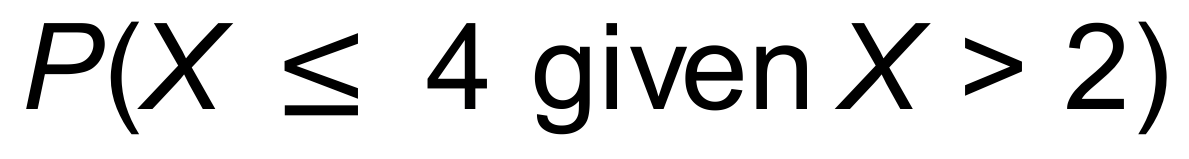 P(X ≤ 4 given X > 2)